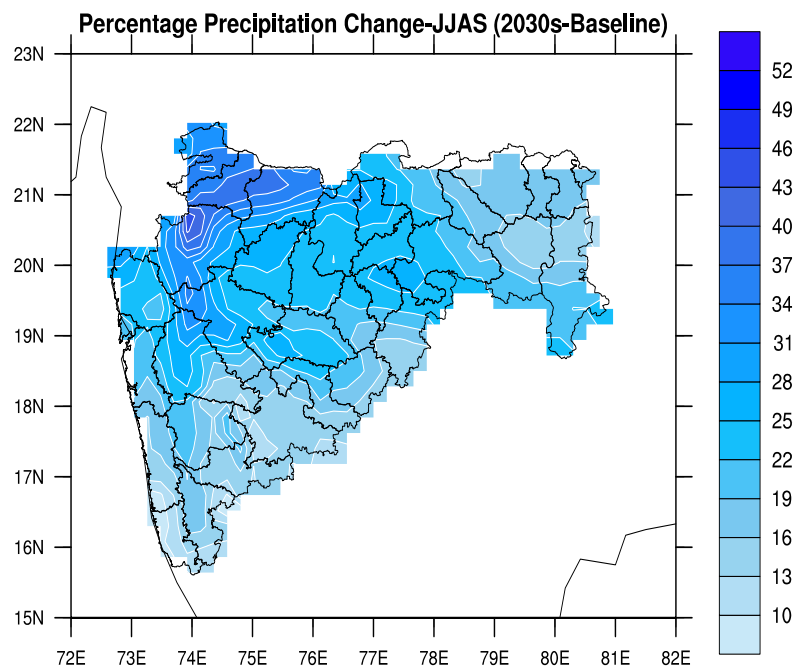 Percentage Precipitation Change-JJAS (2030s-Baseline)
23N
22N
21N
20N
19N
18N
17N
16N
15N
72E 73E 74E 75E 76E 77E 78E 79E 80E 81E 82E
52
49
46
43
40
37
34
31
28
25
22
19
16
13
10